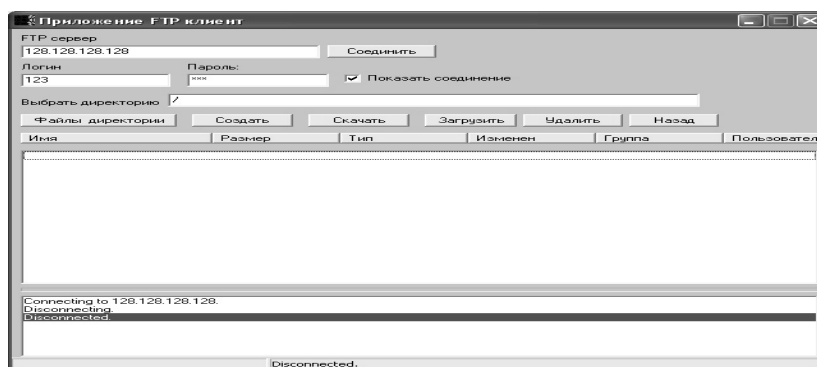 Приложение FTP клиент
FTP сервер
128.128.128.128 Соединить
Логин Пароль:
123 *** Показать соединение
Выбрать директорию /
Файлы директории Создать Скачать Загрузить Удалить Назад
Имя Размер Тип Изменен Группа Пользовател
Connecting to 128.128.128.128.
Disconnecting.
Disconnected.
Disconnected.